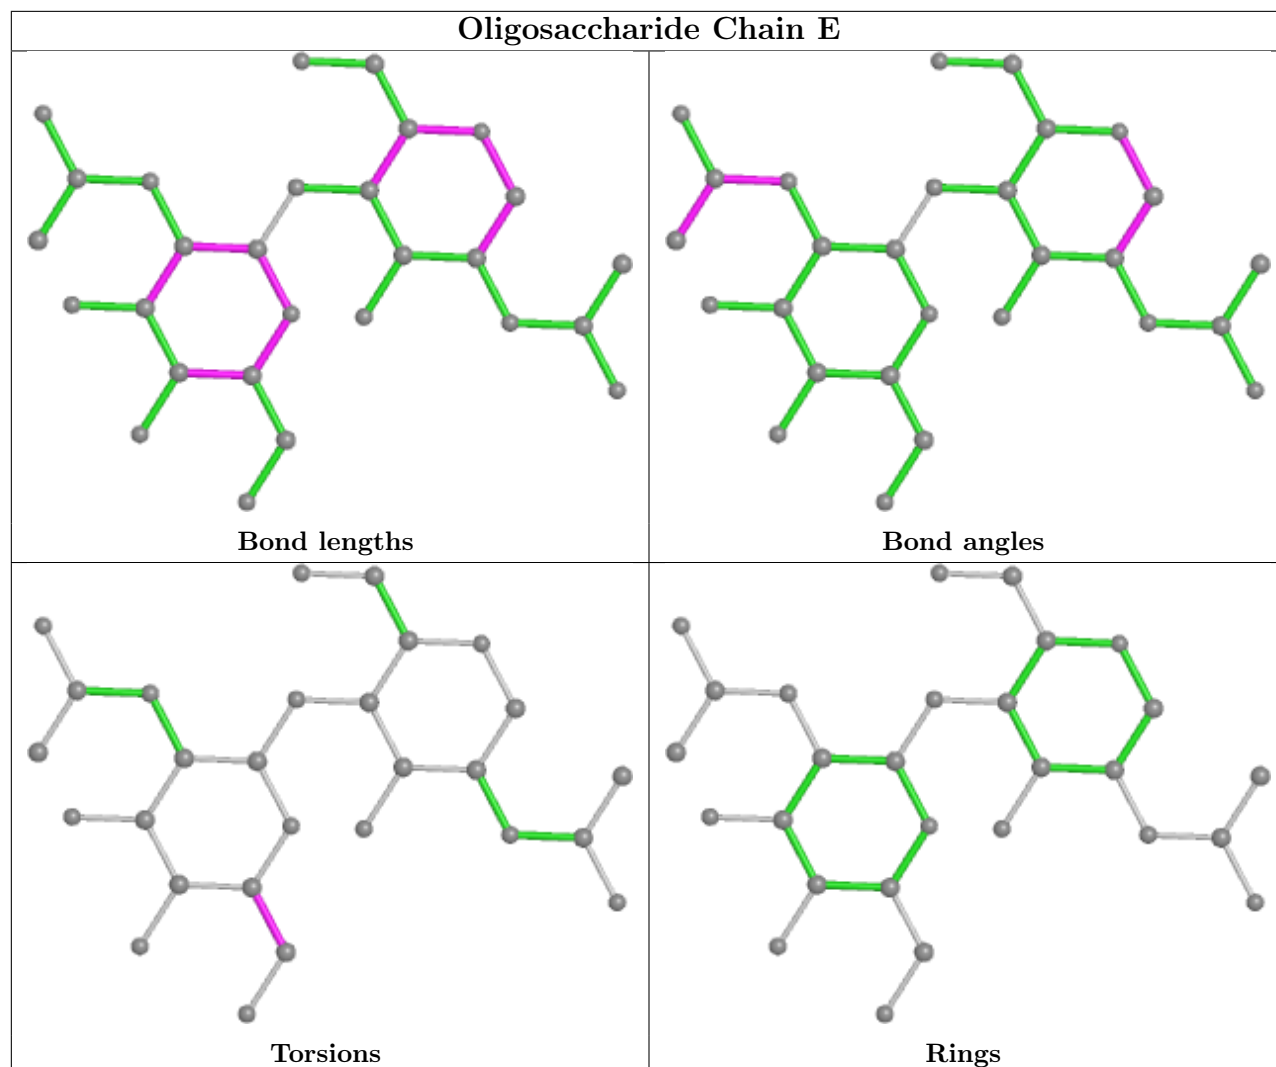 Oligosaccharide Chain E
Bond lengths
Bond angles
Torsions
Rings